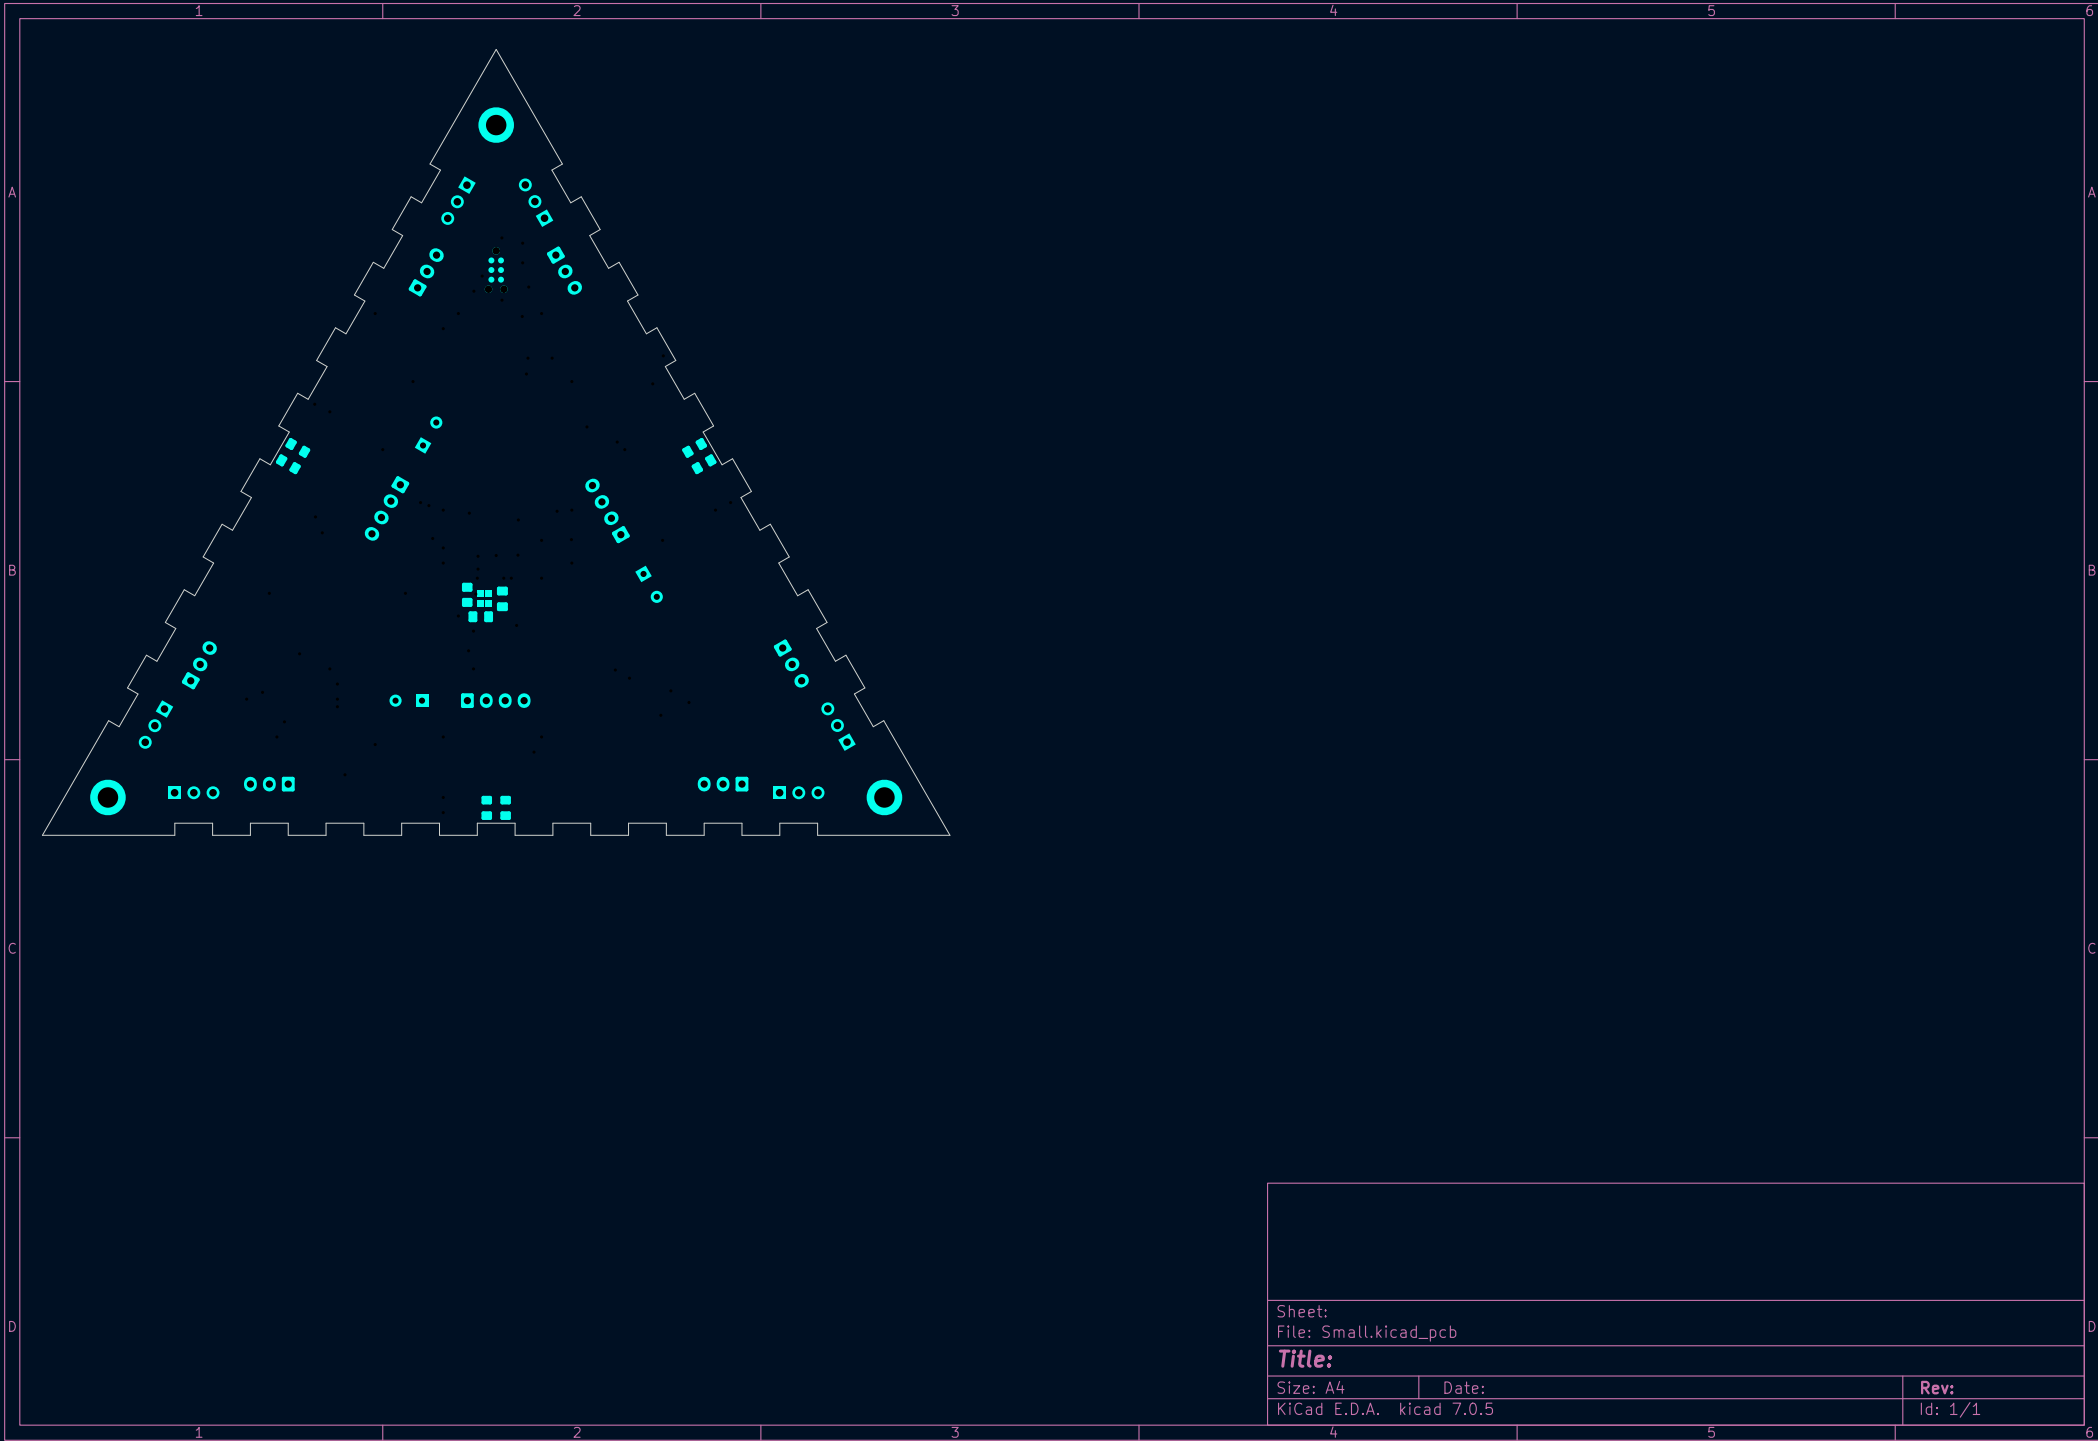 1 2 3 4 5 6
A A
B B
C C
D D
Sheet:
File: Small.kicad_pcb
Title:
Size: A4 Date: Rev:
KiCad E.D.A. kicad 7.0.5 Id: 1/1
1 2 3 4 5 6